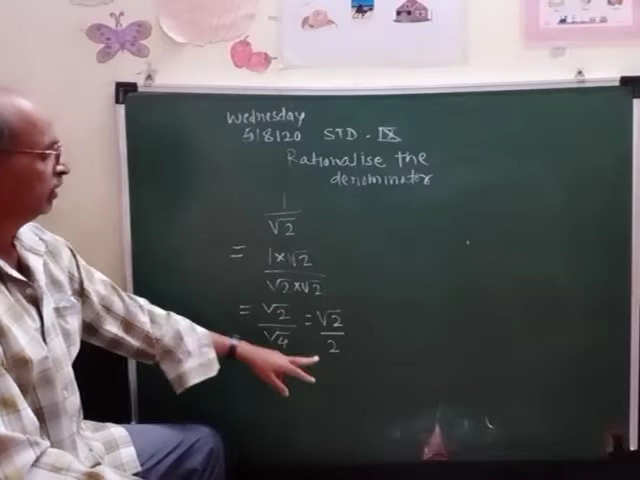 Wednesday
5/8/20 STD - IX
Rationalise the
denominator
1
√2
= 1×√2
√2×√2
= √2 = √2
√4 2